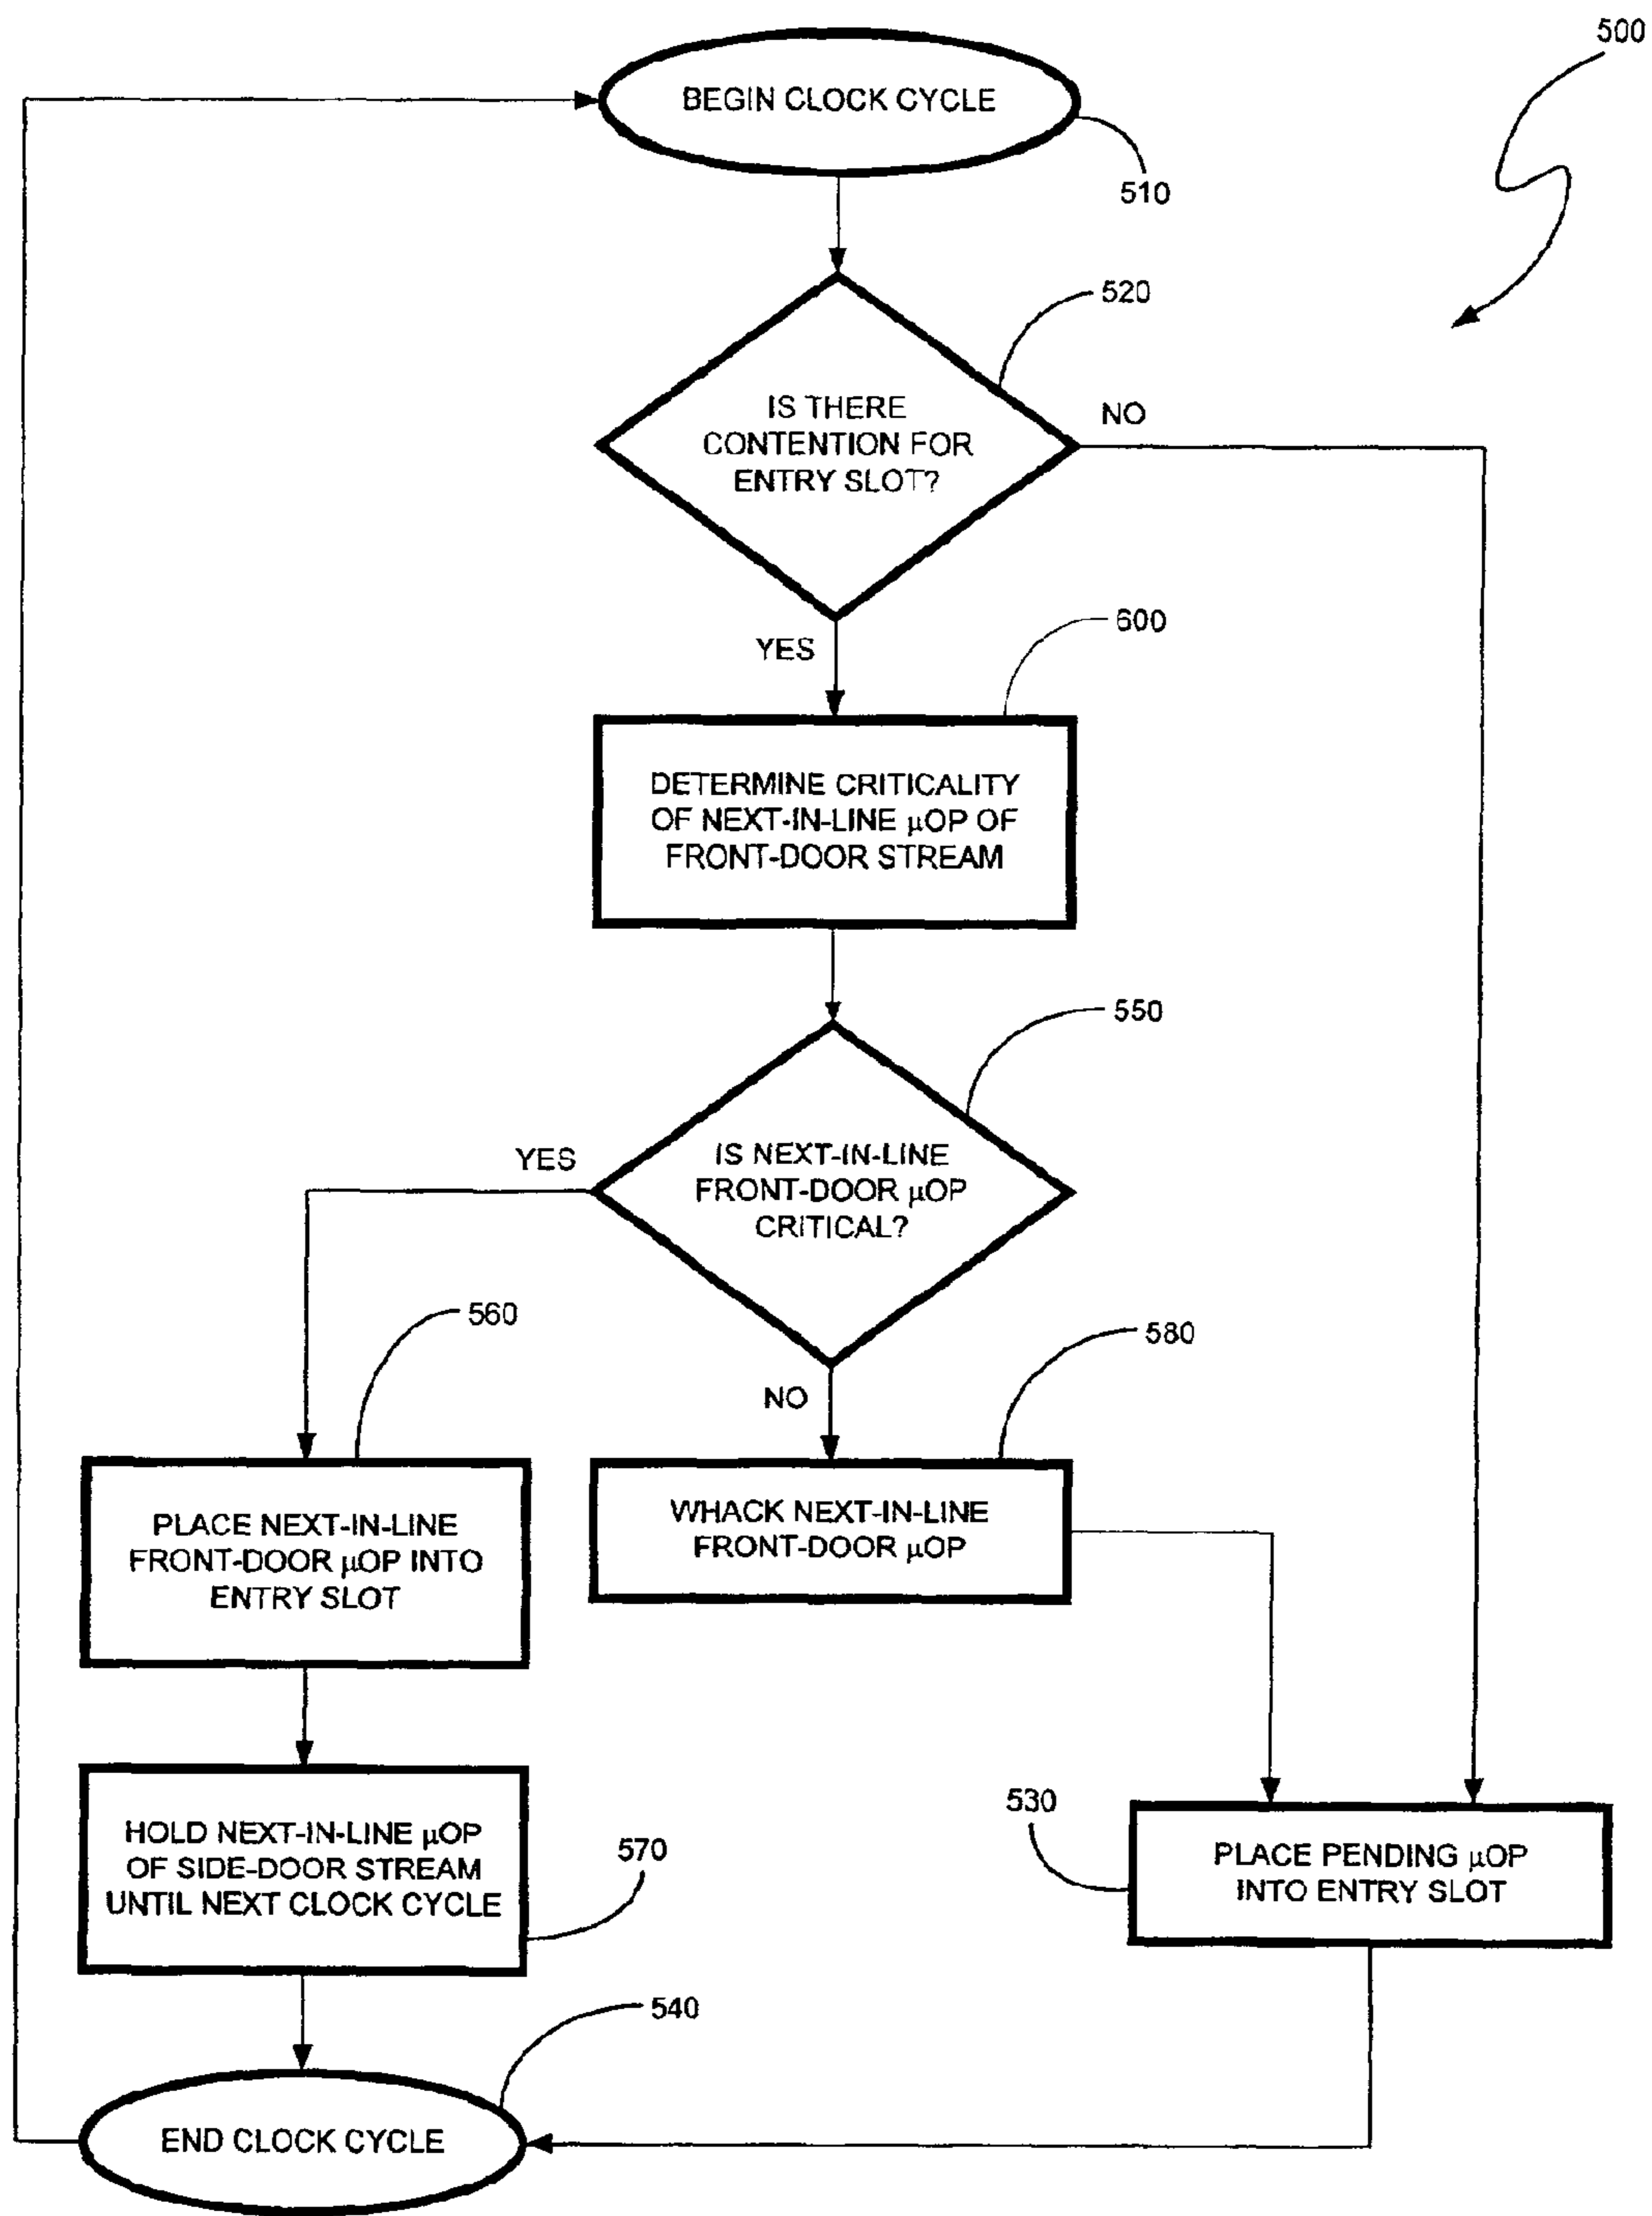 500
BEGIN CLOCK CYCLE
510
520
IS THERE
CONTENTION FOR
ENTRY SLOT?
NO
YES
600
DETERMINE CRITICALITY
OF NEXT-IN-LINE μOP OF
FRONT-DOOR STREAM
550
IS NEXT-IN-LINE
FRONT-DOOR μOP
CRITICAL?
YES
NO
560
580
PLACE NEXT-IN-LINE
FRONT-DOOR μOP INTO
ENTRY SLOT
WHACK NEXT-IN-LINE
FRONT-DOOR μOP
HOLD NEXT-IN-LINE μOP
OF SIDE-DOOR STREAM
UNTIL NEXT CLOCK CYCLE
570
530
PLACE PENDING μOP
INTO ENTRY SLOT
540
END CLOCK CYCLE